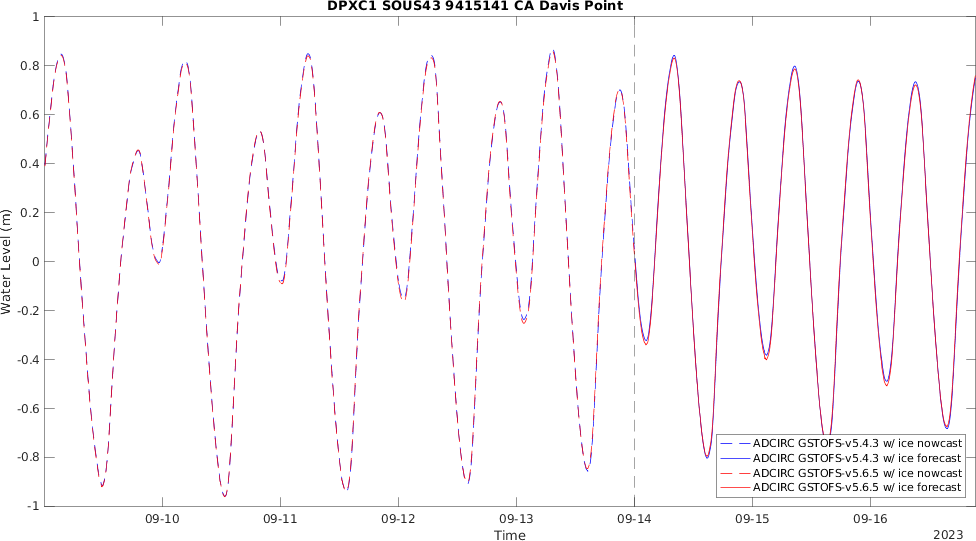 DPXC1 SOUS43 9415141 CA Davis Point
1
0.8
0.6
0.4
0.2
0
-0.2
-0.4
-0.6
-0.8
-1
Water Level (m)
09-10 09-11 09-12 09-13 09-14 09-15 09-16
Time
2023
ADCIRC GSTOFS-v5.4.3 w/ ice nowcast
ADCIRC GSTOFS-v5.4.3 w/ ice forecast
ADCIRC GSTOFS-v5.6.5 w/ ice nowcast
ADCIRC GSTOFS-v5.6.5 w/ ice forecast